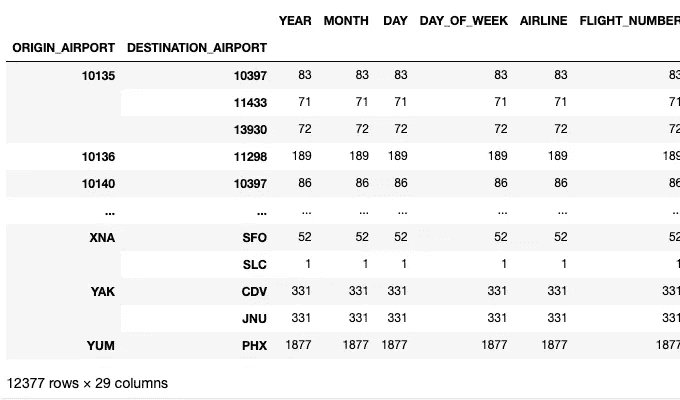 YEAR MONTH DAY DAY_OF_WEEK AIRLINE FLIGHT_NUMBER
ORIGIN_AIRPORT DESTINATION_AIRPORT
10135 10397 83 83 83 83 83 83
11433 71 71 71 71 71 71
13930 72 72 72 72 72 72
10136 11298 189 189 189 189 189 189
10140 10397 86 86 86 86 86 86
... ... ... ... ... ... ... ..
XNA SFO 52 52 52 52 52 52
SLC 1 1 1 1 1 1
YAK CDV 331 331 331 331 331 331
JNU 331 331 331 331 331 331
YUM PHX 1877 1877 1877 1877 1877 1877
12377 rows × 29 columns